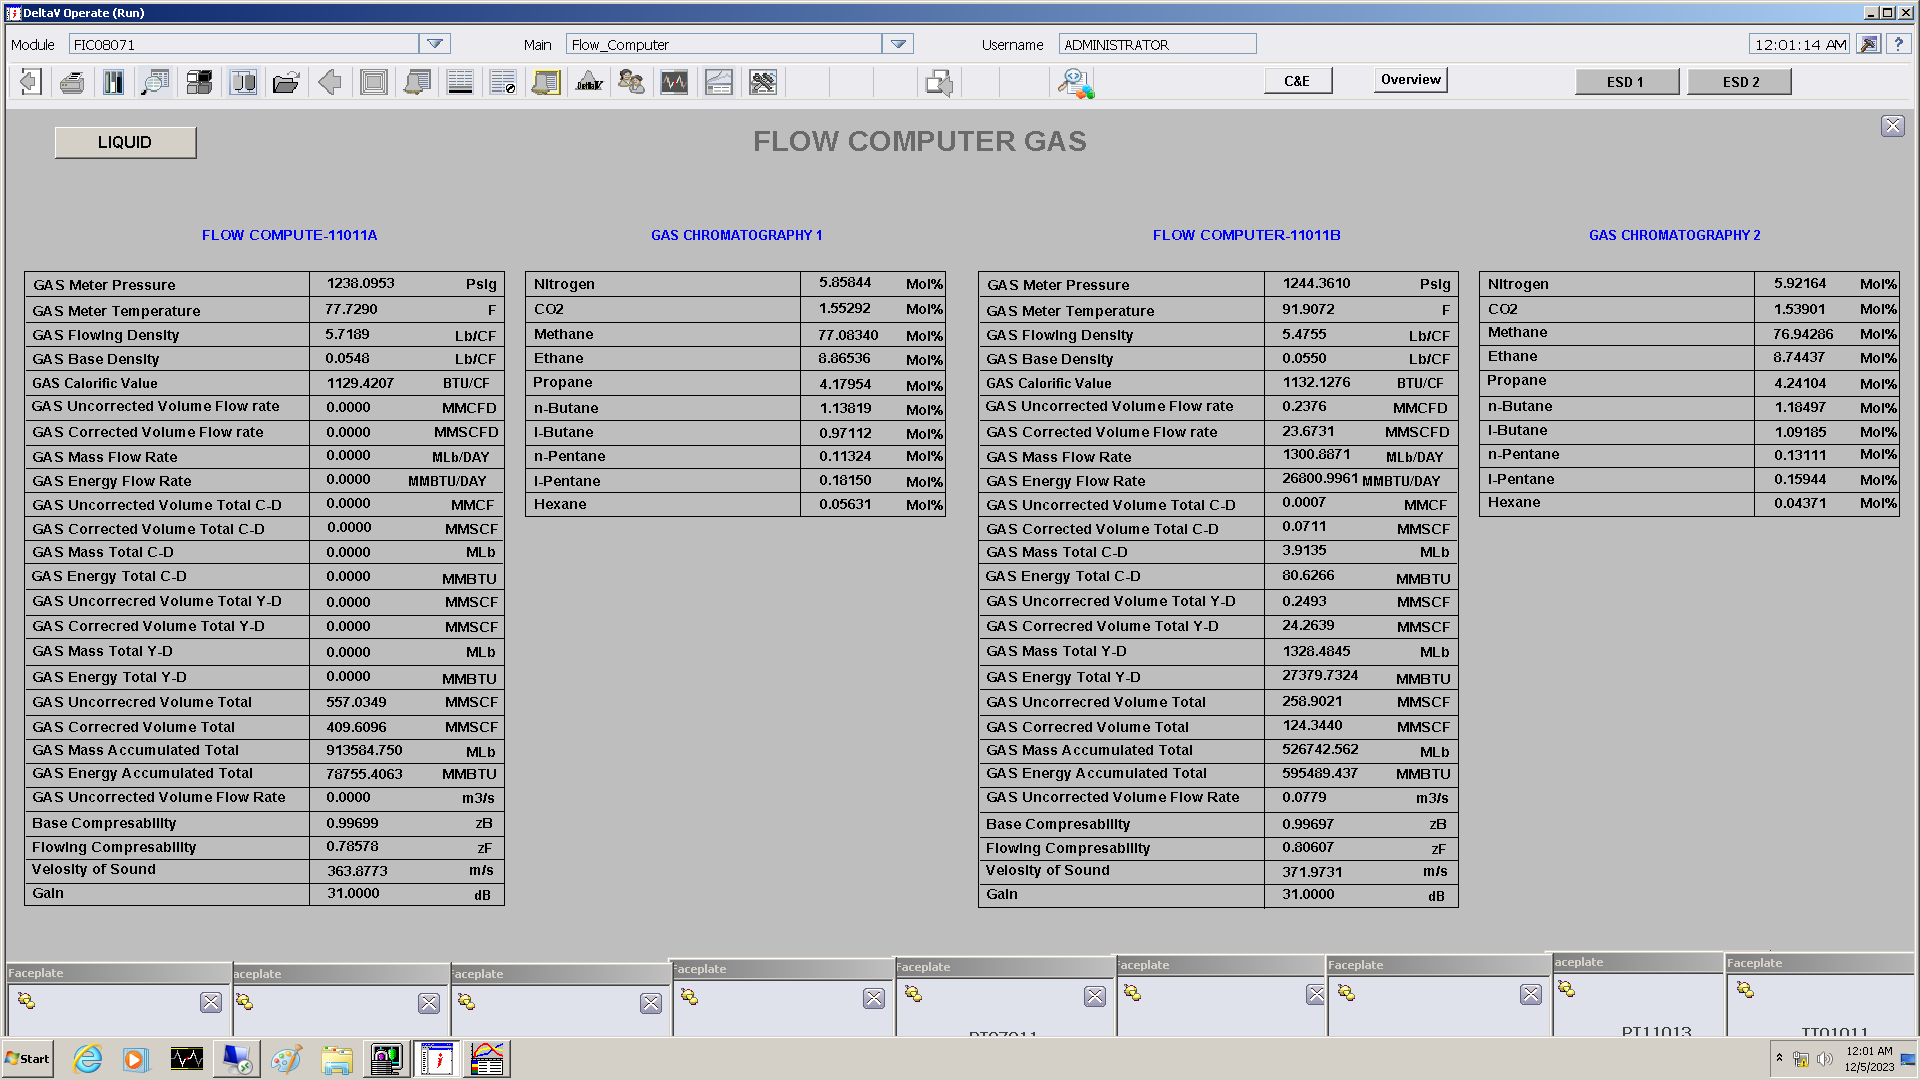 DeltaV Operate (Run)
Module FIC08071 Main Flow_Computer Username ADMINISTRATOR 12:01:14 AM ?
C&E Overview ESD 1 ESD 2
LIQUID FLOW COMPUTER GAS
FLOW COMPUTE-11011A
GAS Meter Pressure 1238.0953 Psig
GAS Meter Temperature 77.7290 F
GAS Flowing Density 5.7189 Lb/CF
GAS Base Density 0.0548 Lb/CF
GAS Calorific Value 1129.4207 BTU/CF
GAS Uncorrected Volume Flow rate 0.0000 MMCFD
GAS Corrected Volume Flow rate 0.0000 MMSCFD
GAS Mass Flow Rate 0.0000 MLb/DAY
GAS Energy Flow Rate 0.0000 MMBTU/DAY
GAS Uncorrected Volume Total C-D 0.0000 MMCF
GAS Corrected Volume Total C-D 0.0000 MMSCF
GAS Mass Total C-D 0.0000 MLb
GAS Energy Total C-D 0.0000 MMBTU
GAS Uncorrecred Volume Total Y-D 0.0000 MMSCF
GAS Correcred Volume Total Y-D 0.0000 MMSCF
GAS Mass Total Y-D 0.0000 MLb
GAS Energy Total Y-D 0.0000 MMBTU
GAS Uncorrecred Volume Total 557.0349 MMSCF
GAS Correcred Volume Total 409.6096 MMSCF
GAS Mass Accumulated Total 913584.750 MLb
GAS Energy Accumulated Total 78755.4063 MMBTU
GAS Uncorrected Volume Flow Rate 0.0000 m3/s
Base Compresability 0.99699 zB
Flowing Compresability 0.78578 zF
Velosity of Sound 363.8773 m/s
Gain 31.0000 dB
GAS CHROMATOGRAPHY 1
Nitrogen 5.85844 Mol%
CO2 1.55292 Mol%
Methane 77.08340 Mol%
Ethane 8.86536 Mol%
Propane 4.17954 Mol%
n-Butane 1.13819 Mol%
I-Butane 0.97112 Mol%
n-Pentane 0.11324 Mol%
I-Pentane 0.18150 Mol%
Hexane 0.05631 Mol%
FLOW COMPUTER-11011B
GAS Meter Pressure 1244.3610 Psig
GAS Meter Temperature 91.9072 F
GAS Flowing Density 5.4755 Lb/CF
GAS Base Density 0.0550 Lb/CF
GAS Calorific Value 1132.1276 BTU/CF
GAS Uncorrected Volume Flow rate 0.2376 MMCFD
GAS Corrected Volume Flow rate 23.6731 MMSCFD
GAS Mass Flow Rate 1300.8871 MLb/DAY
GAS Energy Flow Rate 26800.9961 MMBTU/DAY
GAS Uncorrected Volume Total C-D 0.0007 MMCF
GAS Corrected Volume Total C-D 0.0711 MMSCF
GAS Mass Total C-D 3.9135 MLb
GAS Energy Total C-D 80.6266 MMBTU
GAS Uncorrecred Volume Total Y-D 0.2493 MMSCF
GAS Correcred Volume Total Y-D 24.2639 MMSCF
GAS Mass Total Y-D 1328.4845 MLb
GAS Energy Total Y-D 27379.7324 MMBTU
GAS Uncorrecred Volume Total 258.9021 MMSCF
GAS Correcred Volume Total 124.3440 MMSCF
GAS Mass Accumulated Total 526742.562 MLb
GAS Energy Accumulated Total 595489.437 MMBTU
GAS Uncorrected Volume Flow Rate 0.0779 m3/s
Base Compresability 0.99697 zB
Flowing Compresability 0.80607 zF
Velosity of Sound 371.9731 m/s
Gain 31.0000 dB
GAS CHROMATOGRAPHY 2
Nitrogen 5.92164 Mol%
CO2 1.53901 Mol%
Methane 76.94286 Mol%
Ethane 8.74437 Mol%
Propane 4.24104 Mol%
n-Butane 1.18497 Mol%
I-Butane 1.09185 Mol%
n-Pentane 0.13111 Mol%
I-Pentane 0.15944 Mol%
Hexane 0.04371 Mol%
Faceplate aceplate aceplate aceplate Faceplate aceplate Faceplate aceplate Faceplate
PI11013
Start 12:01 AM
12/5/2023